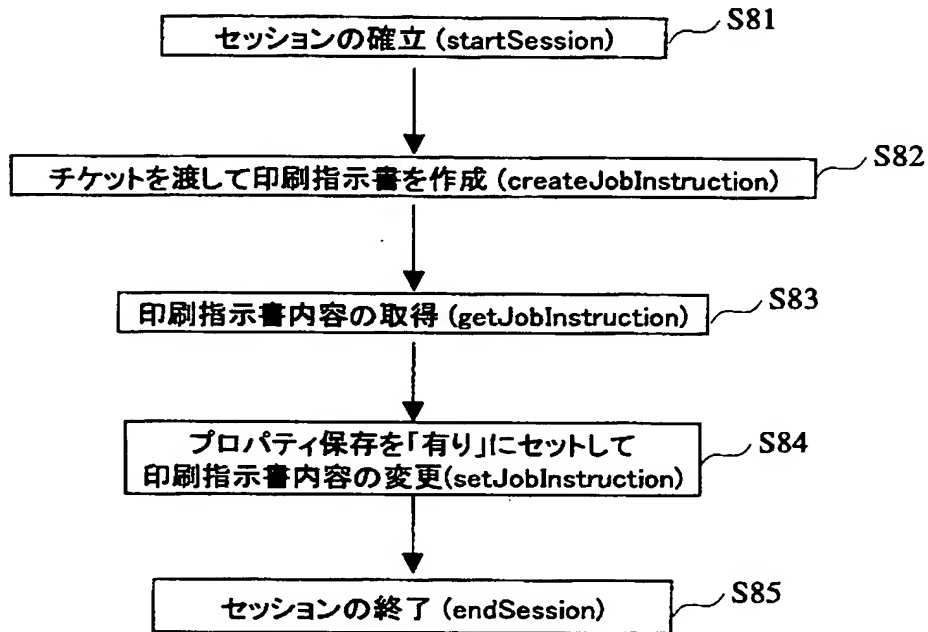 セッションの確立 (startSession)
S81
チケットを渡して印刷指示書を作成 (createJobInstruction)
S82
印刷指示書内容の取得 (getJobInstruction)
S83
プロパティ保存を「有り」にセットして
印刷指示書内容の変更(setJobInstruction)
S84
セッションの終了 (endSession)
S85